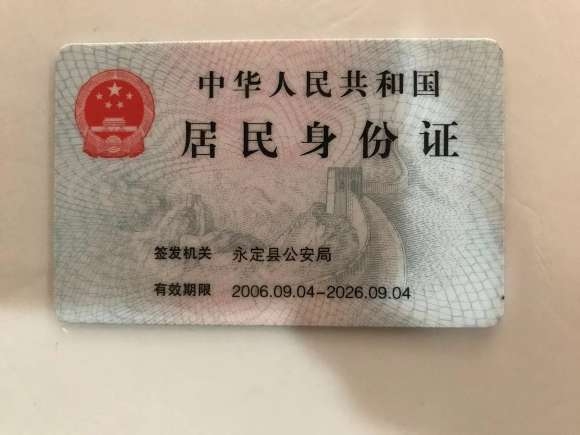 中华人民共和国
居民身份证
签发机关 永定县公安局
有效期限 2006.09.04-2026.09.04